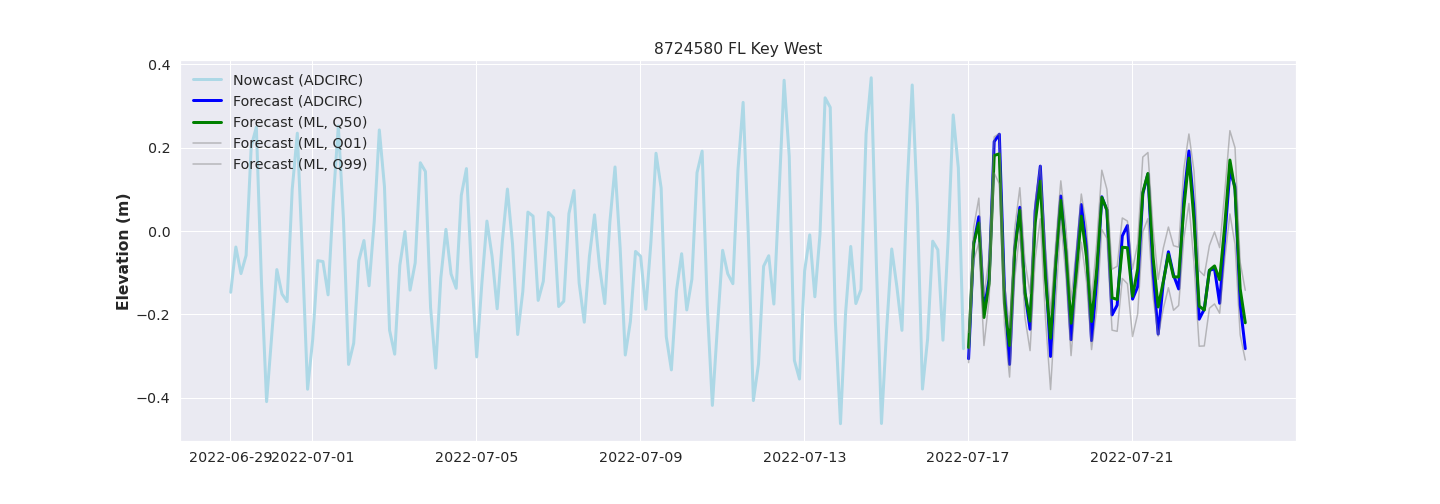 8724580 FL Key West
0.4
0.2
0.0
−0.2
−0.4
Elevation (m)
Nowcast (ADCIRC)
Forecast (ADCIRC)
Forecast (ML, Q50)
Forecast (ML, Q01)
Forecast (ML, Q99)
2022-06-29 2022-07-01 2022-07-05 2022-07-09 2022-07-13 2022-07-17 2022-07-21